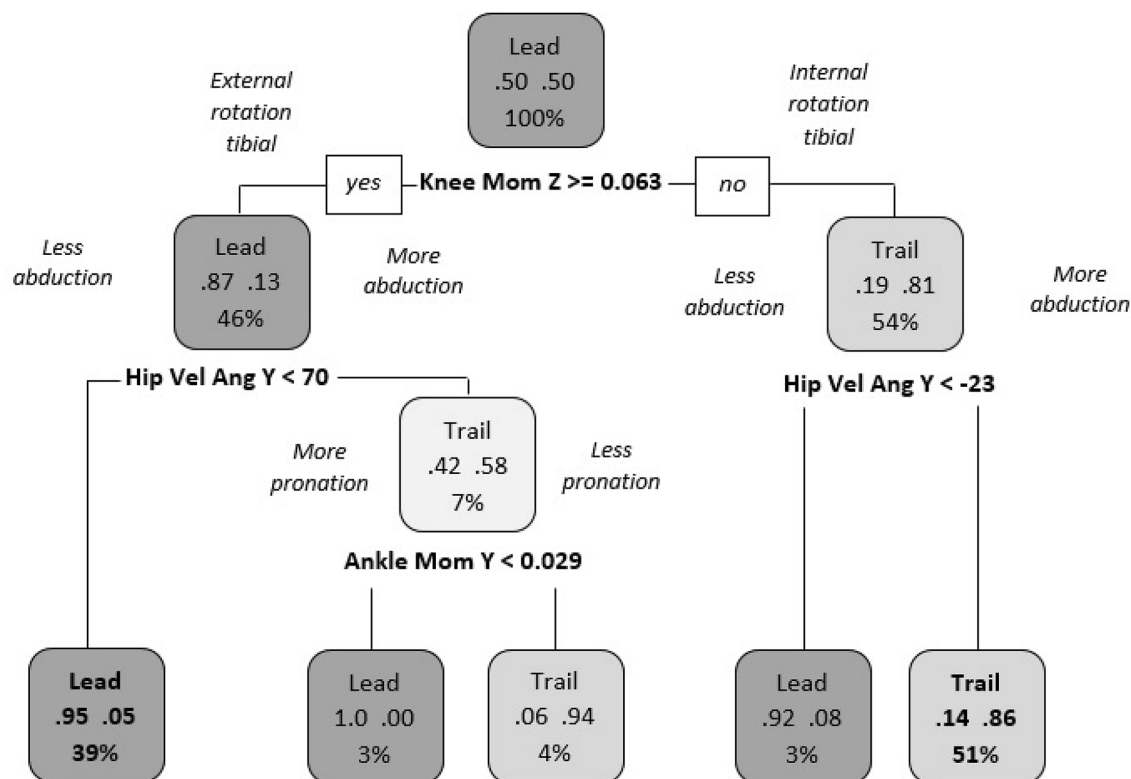 Lead
.50 .50
100%
External
rotation
tibial
Internal
rotation
tibial
yes
Knee Mom Z >= 0.063
no
Less
abduction
Lead
.87 .13
46%
More
abduction
Less
abduction
Trail
.19 .81
54%
More
abduction
Hip Vel Ang Y < 70
Hip Vel Ang Y < -23
More
pronation
Trail
.42 .58
7%
Less
pronation
Ankle Mom Y < 0.029
Lead
.95 .05
39%
Lead
1.0 .00
3%
Trail
.06 .94
4%
Lead
.92 .08
3%
Trail
.14 .86
51%